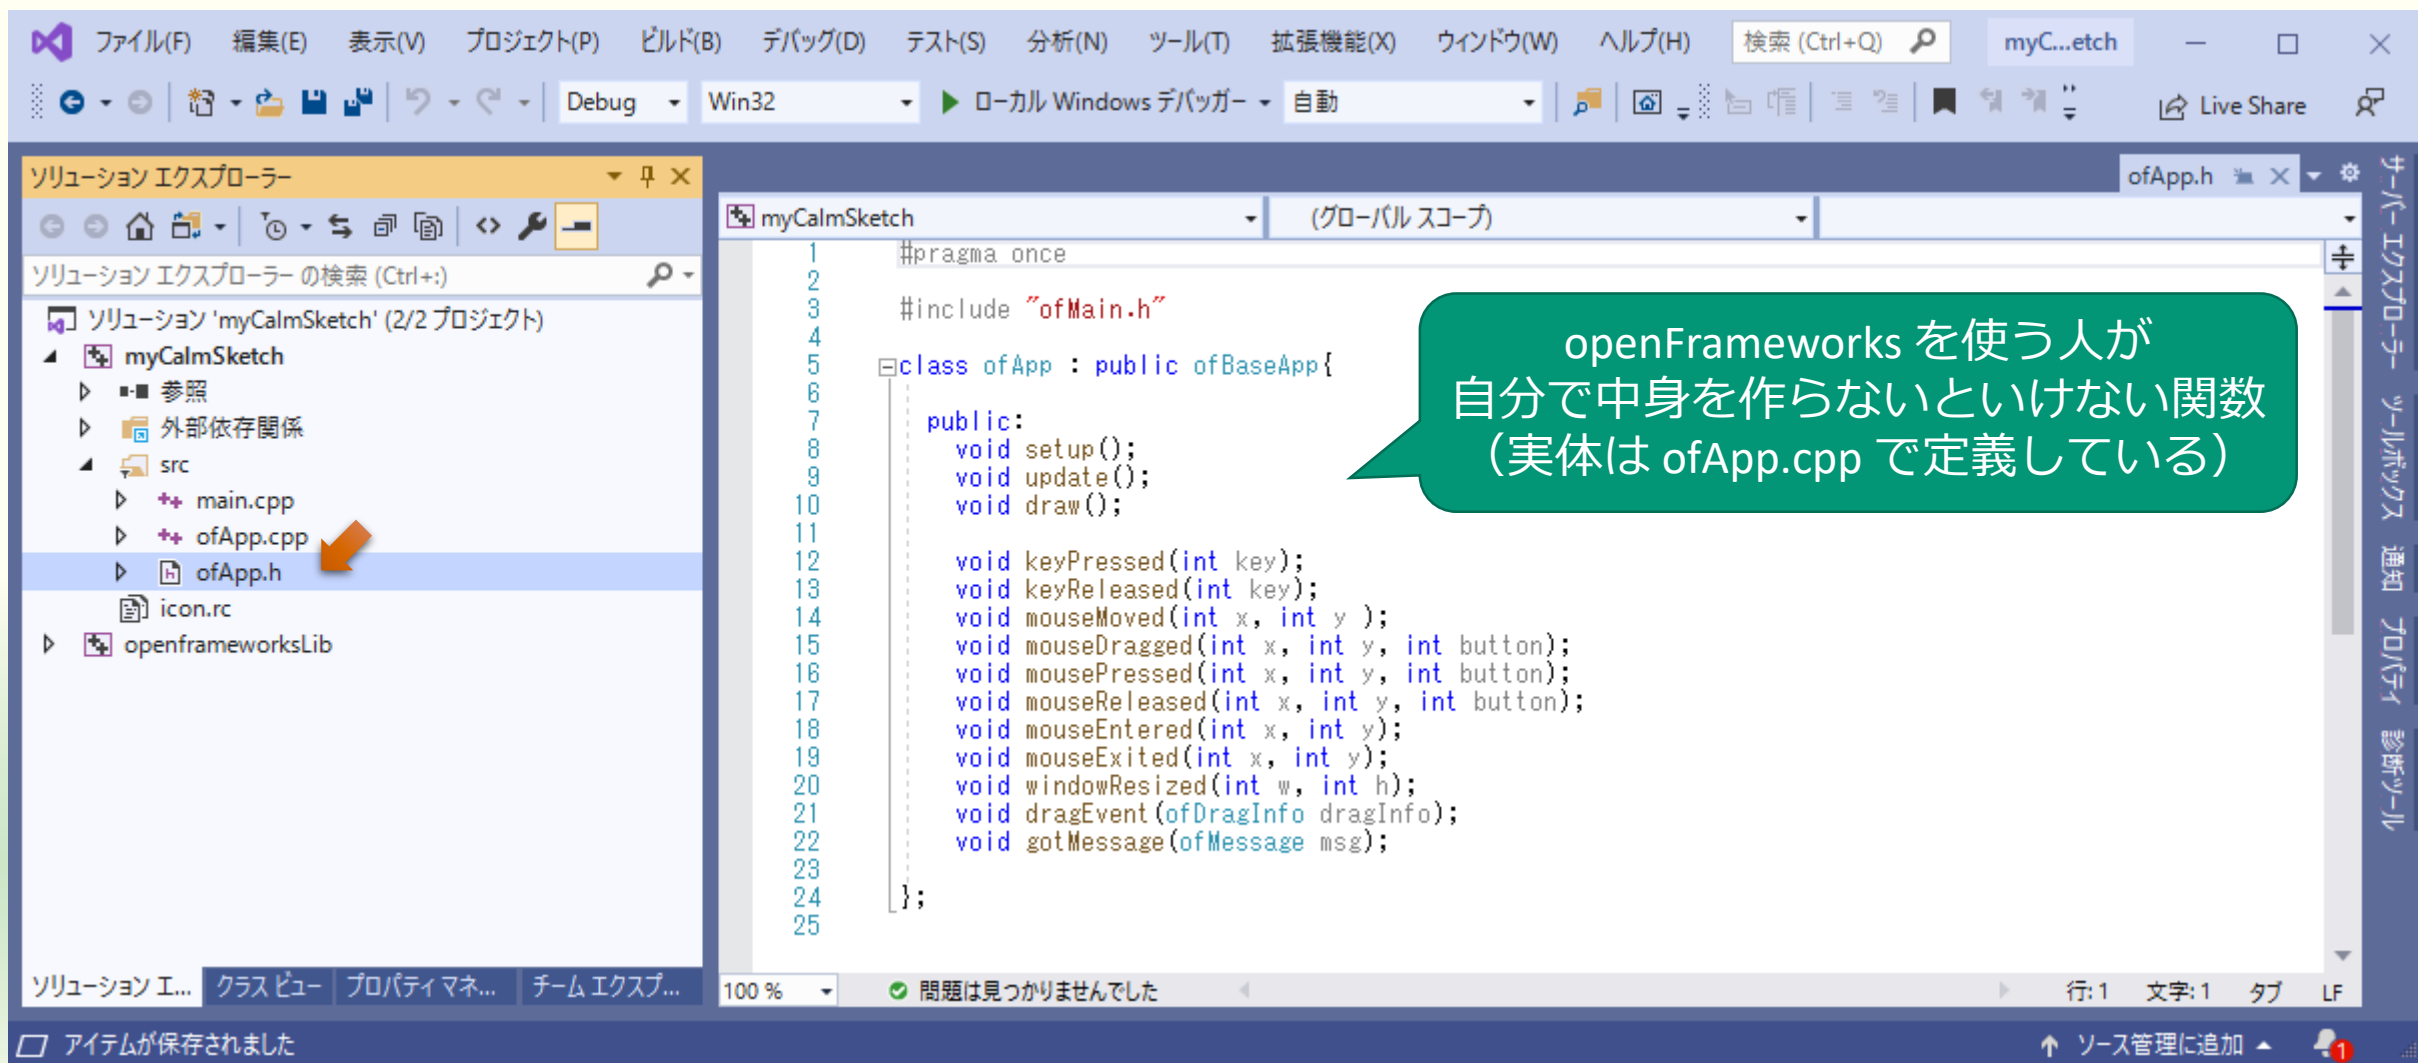 ファイル(F) 編集(E) 表示(V) プロジェクト(P) ビルド(B) デバッグ(D) テスト(S) 分析(N) ツール(T) 拡張機能(X) ウィンドウ(W) ヘルプ(H) 検索 (Ctrl+Q) myC...etch
Debug Win32 ローカル Windows デバッガー 自動 Live Share
ソリューション エクスプローラー
ソリューション エクスプローラー の検索 (Ctrl+:)
ソリューション 'myCalmSketch' (2/2 プロジェクト)
myCalmSketch
参照
外部依存関係
src
main.cpp
ofApp.cpp
ofApp.h
icon.rc
openframeworksLib
ソリューション エ... クラス ビュー プロパティ マネ... チーム エクスプ...
ofApp.h
myCalmSketch (グローバル スコープ)
1 #pragma once
2
3 #include "ofMain.h"
4
5 class ofApp : public ofBaseApp{
6
7 public:
8 void setup();
9 void update();
10 void draw();
11
12 void keyPressed(int key);
13 void keyReleased(int key);
14 void mouseMoved(int x, int y );
15 void mouseDragged(int x, int y, int button);
16 void mousePressed(int x, int y, int button);
17 void mouseReleased(int x, int y, int button);
18 void mouseEntered(int x, int y);
19 void mouseExited(int x, int y);
20 void windowResized(int w, int h);
21 void dragEvent(ofDragInfo dragInfo);
22 void gotMessage(ofMessage msg);
23
24 };
25
openFrameworks を使う人が
自分で中身を作らないといけない関数
（実体は ofApp.cpp で定義している）
100 % 問題は見つかりませんでした 行: 1 文字: 1 タブ LF
サーバー エクスプローラー
ツールボックス
通知
プロパティ
診断ツール
アイテムが保存されました ソース管理に追加 1